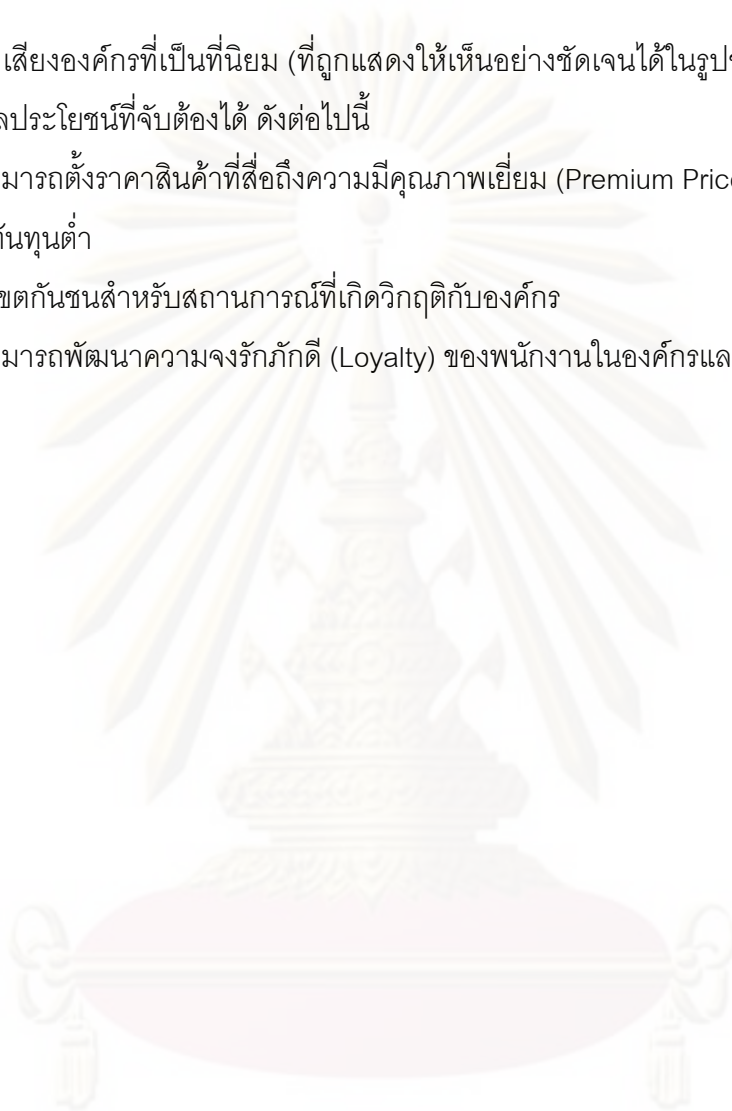 เสียงองค์กรที่เป็นที่นิยม (ที่ถูกแสดงให้เห็นอย่างชัดเจนได้ในรูป
ประโยชน์ที่จับต้องได้ ดังต่อไปนี้
มารถตั้งราคาสินค้าที่สื่อถึงความมีคุณภาพเยี่ยม (Premium Price
ันทุนต่ำ
ขตกันชนสำหรับสถานการณ์ที่เกิดวิกฤติกับองค์กร
มารถพัฒนาความจงรักภักดี (Loyalty) ของพนักงานในองค์กรแล